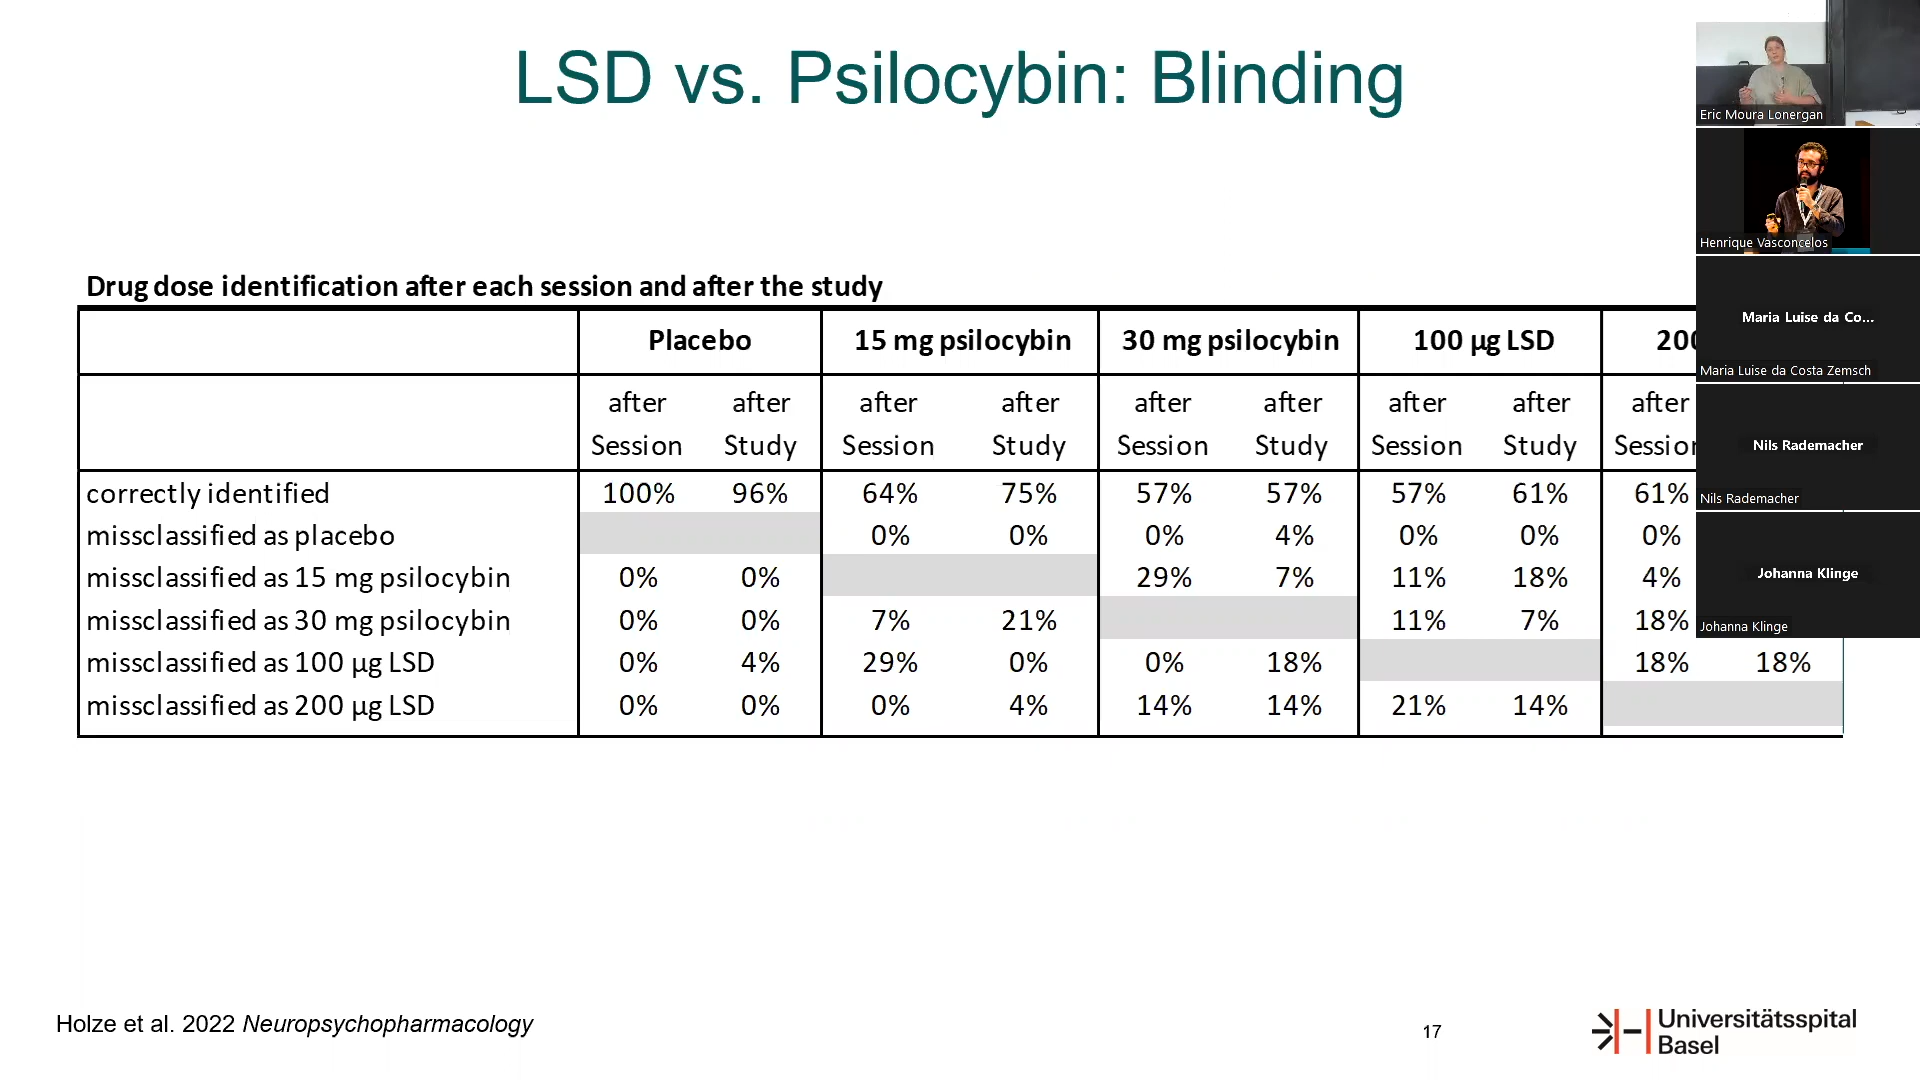 LSD vs. Psilocybin: Blinding
Drug dose identification after each session and after the study
Placebo 15 mg psilocybin 30 mg psilocybin 100 µg LSD 200
after after after after after after after after after
Session Study Session Study Session Study Session Study Session
correctly identified 100% 96% 64% 75% 57% 57% 57% 61% 61%
missclassified as placebo 0% 0% 0% 4% 0% 0% 0%
missclassified as 15 mg psilocybin 0% 0% 29% 7% 11% 18% 4%
missclassified as 30 mg psilocybin 0% 0% 7% 21% 11% 7% 18%
missclassified as 100 µg LSD 0% 4% 29% 0% 0% 18% 18% 18%
missclassified as 200 µg LSD 0% 0% 0% 4% 14% 14% 21% 14%
Holze et al. 2022 Neuropsychopharmacology
17
Universitätsspital
Basel
Eric Moura Lonergan
Henrique Vasconcelos
Maria Luise da Co...
Maria Luise da Costa Zemsch
Nils Rademacher
Nils Rademacher
Johanna Klinge
Johanna Klinge